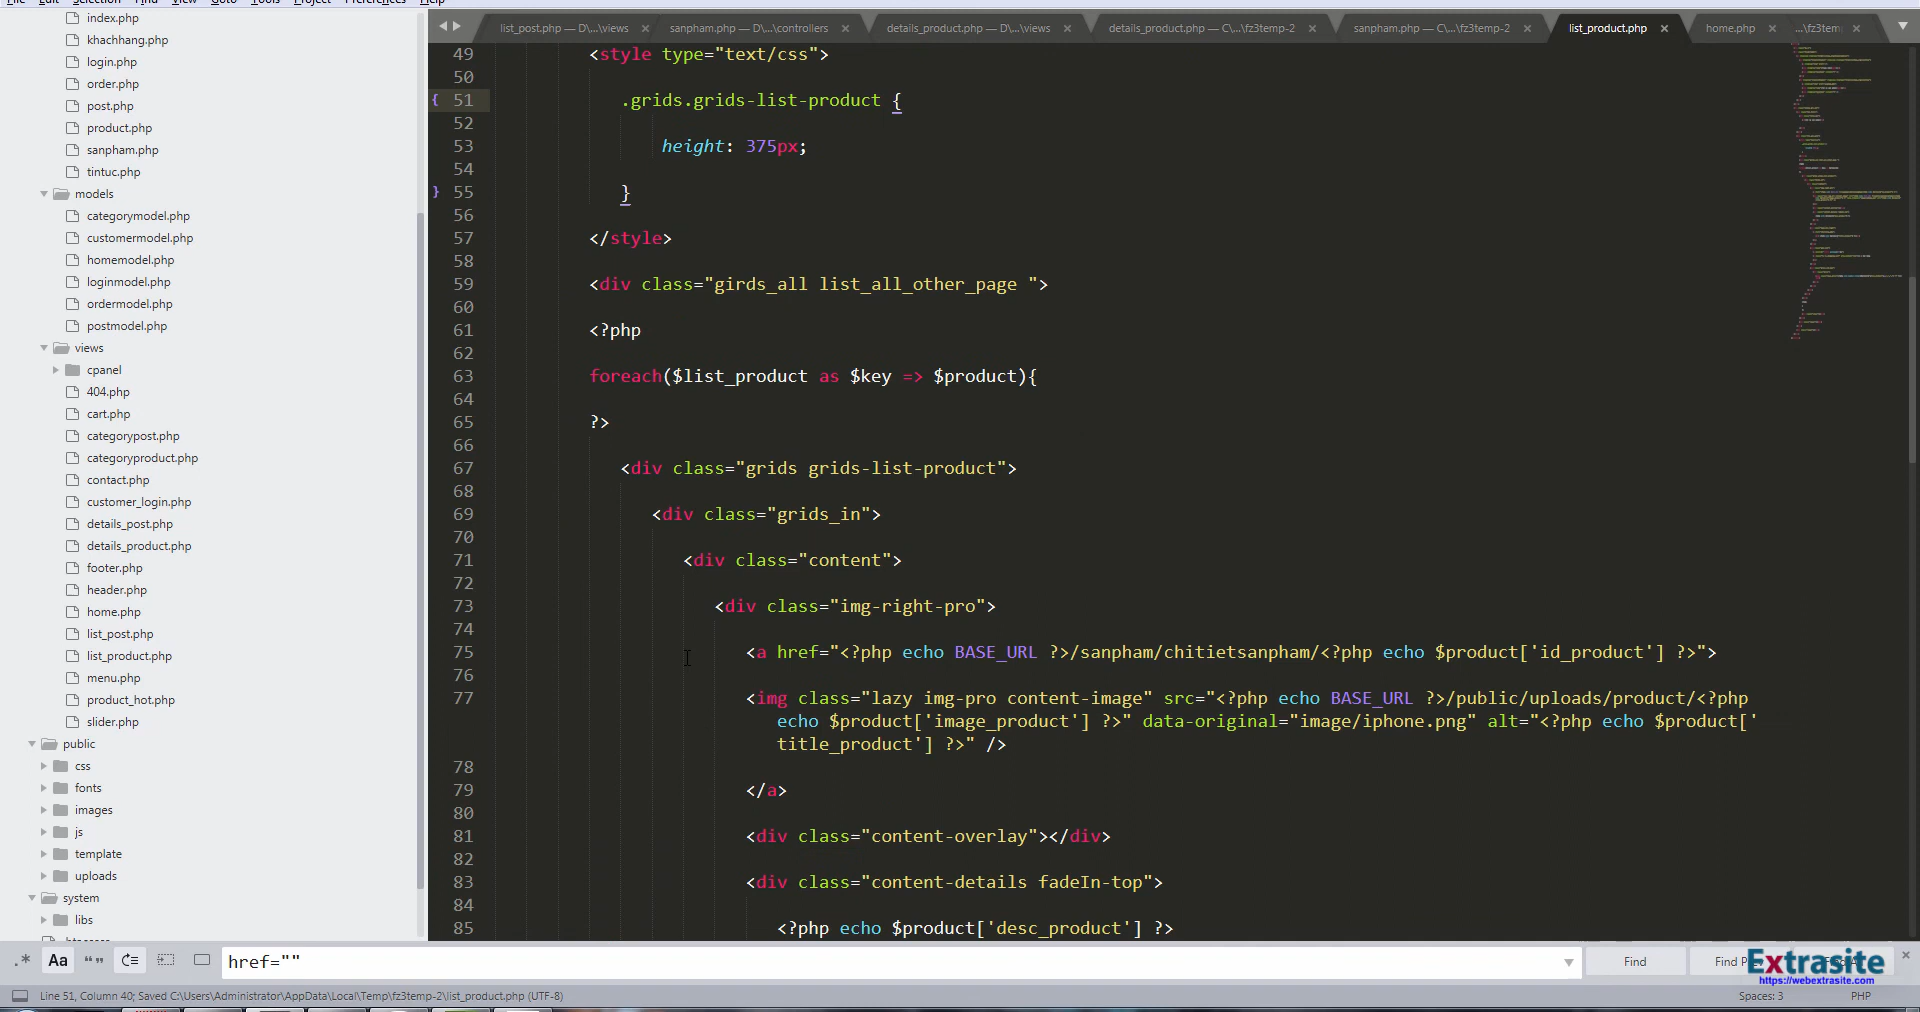 File Edit Selection Find View Goto Tools Project Preferences Help
index.php
khachhang.php
login.php
order.php
post.php
product.php
sanpham.php
tintuc.php
models
categorymodel.php
customermodel.php
homemodel.php
loginmodel.php
ordermodel.php
postmodel.php
views
cpanel
404.php
cart.php
categorypost.php
categoryproduct.php
contact.php
customer_login.php
details_post.php
details_product.php
footer.php
header.php
home.php
list_post.php
list_product.php
menu.php
product_hot.php
slider.php
public
css
fonts
images
js
template
uploads
system
libs
list_post.php — D\...\views × sanpham.php — D\...\controllers × details_product.php — D\...\views × details_product.php — C\...\fz3temp-2 × sanpham.php — C\...\fz3temp-2 × list_product.php × home.php × ...\fz3tem ×
49 <style type="text/css">
50
{ 51 .grids.grids-list-product {
52
53 height: 375px;
54
} 55 }
56
57 </style>
58
59 <div class="girds_all list_all_other_page ">
60
61 <?php
62
63 foreach($list_product as $key => $product){
64
65 ?>
66
67 <div class="grids grids-list-product">
68
69 <div class="grids_in">
70
71 <div class="content">
72
73 <div class="img-right-pro">
74
75 <a href="<?php echo BASE_URL ?>/sanpham/chitietsanpham/<?php echo $product['id_product'] ?>">
76
77 <img class="lazy img-pro content-image" src="<?php echo BASE_URL ?>/public/uploads/product/<?php
echo $product['image_product'] ?>" data-original="image/iphone.png" alt="<?php echo $product['
title_product'] ?>" />
78
79 </a>
80
81 <div class="content-overlay"></div>
82
83 <div class="content-details fadeIn-top">
84
85 <?php echo $product['desc_product'] ?>
.* Aa “” href="" Find Find
Extrasite
https://webextrasite.com
Line 51, Column 40; Saved C:\Users\Administrator\AppData\Local\Temp\fz3temp-2\list_product.php (UTF-8) Spaces: 3 PHP